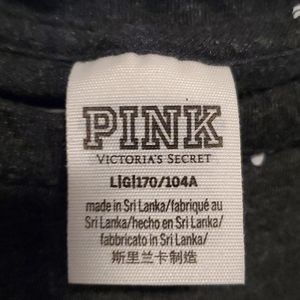 PINK
VICTORIA'S SECRET
L|G|170/104A
made in Sri Lanka/fabriqué au
Sri Lanka/hecho en Sri Lanka/
fabbricato in Sri Lanka/
斯里兰卡制造